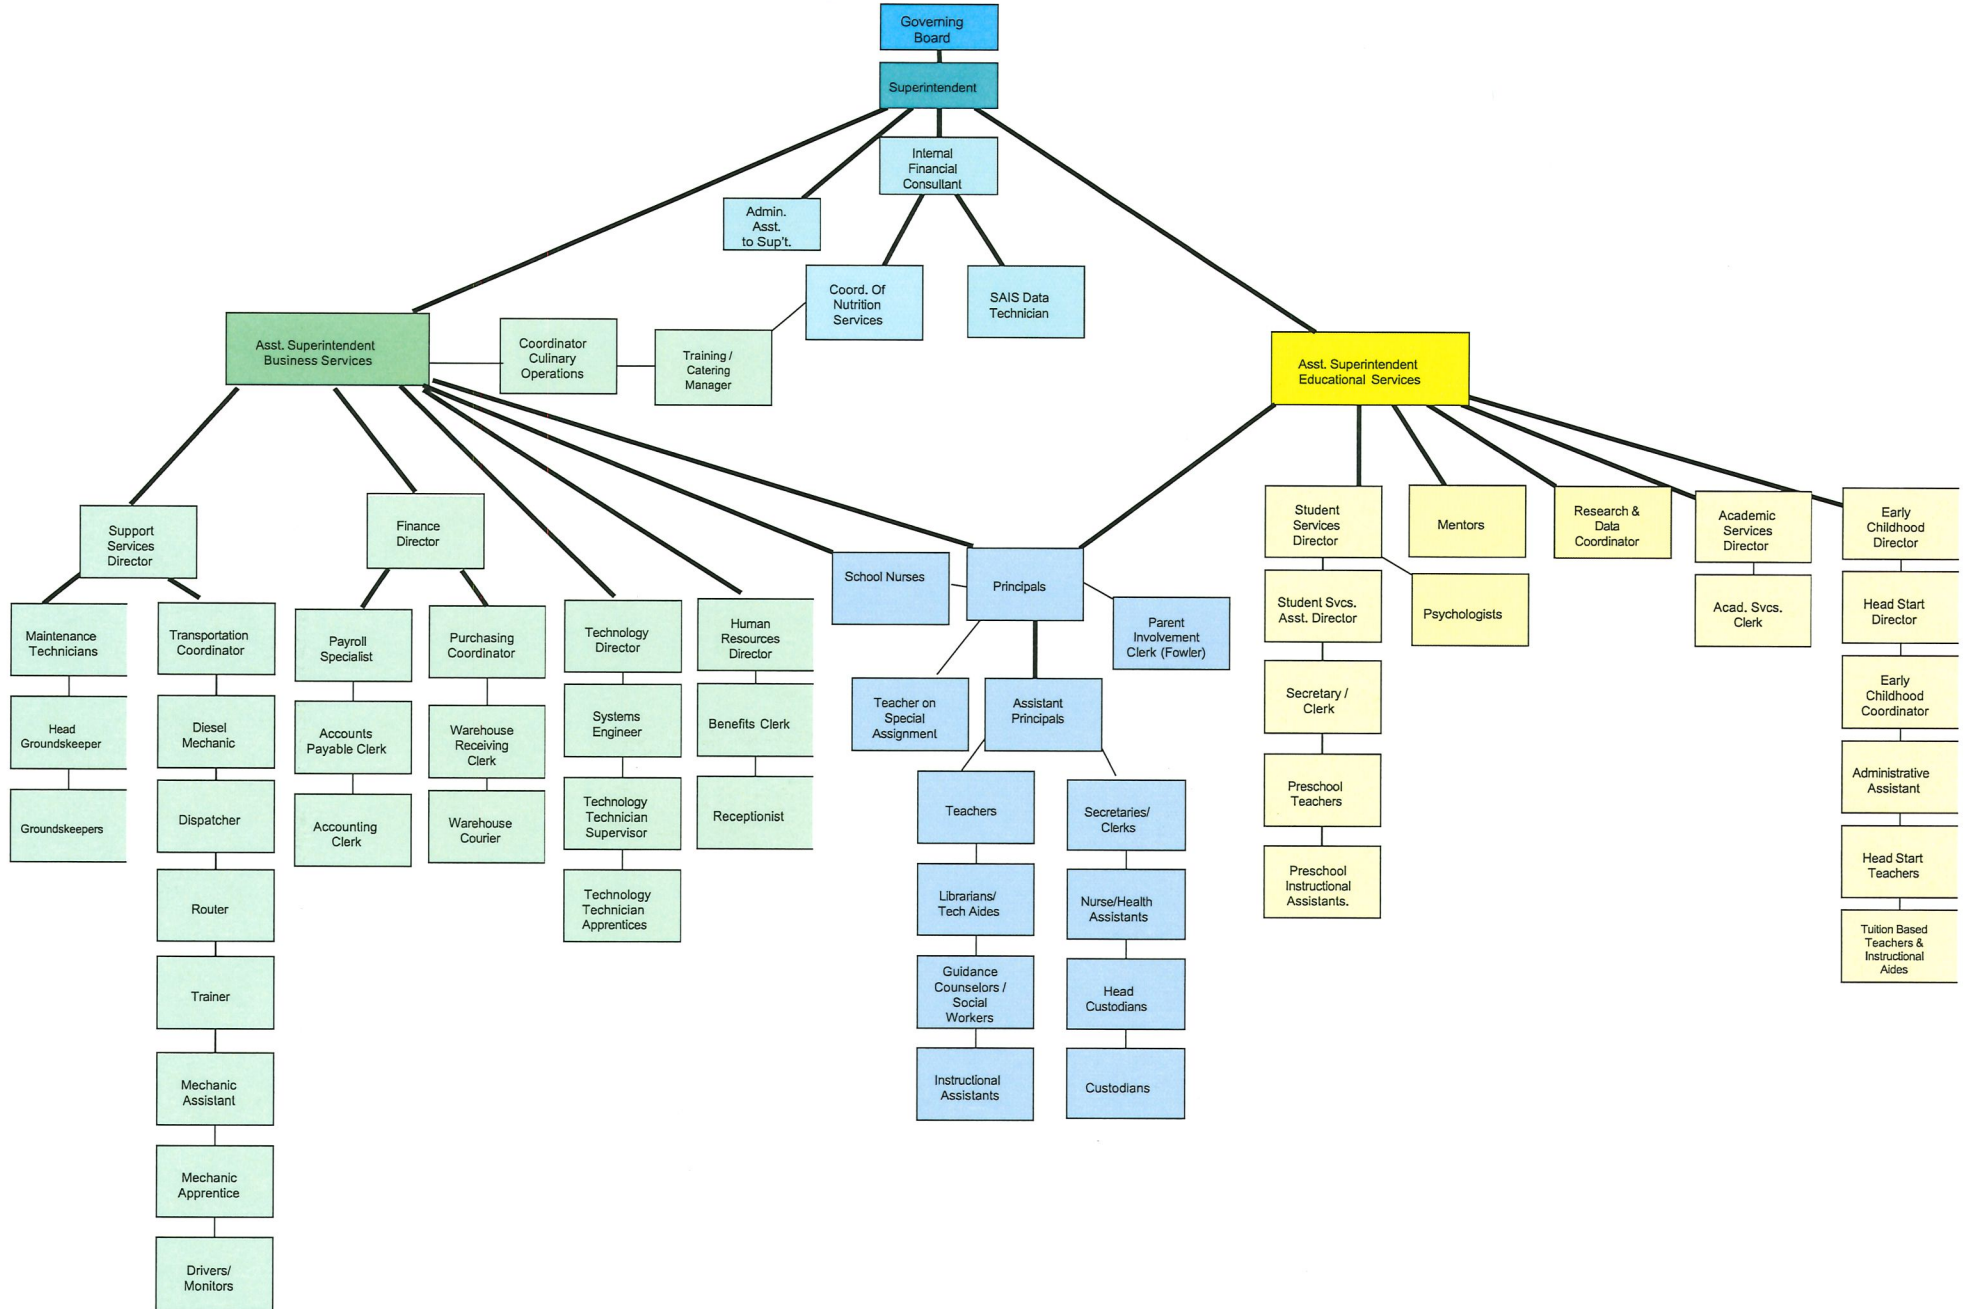 Governing
Board
Superintendent
Internal
Financial
Consultant
Admin.
Asst.
to Sup't.
Coord. Of
Nutrition
Services
SAIS Data
Technician
Asst. Superintendent
Business Services
Coordinator
Culinary
Operations
Training /
Catering
Manager
Asst. Superintendent
Educational Services
Support
Services
Director
Finance
Director
School Nurses
Principals
Parent
Involvement
Clerk (Fowler)
Student
Services
Director
Mentors
Research &
Data
Coordinator
Academic
Services
Director
Early
Childhood
Director
Maintenance
Technicians
Head
Groundskeeper
Groundskeepers
Transportation
Coordinator
Diesel
Mechanic
Dispatcher
Router
Trainer
Mechanic
Assistant
Mechanic
Apprentice
Drivers/
Monitors
Payroll
Specialist
Accounts
Payable Clerk
Accounting
Clerk
Purchasing
Coordinator
Warehouse
Receiving
Clerk
Warehouse
Courier
Technology
Director
Systems
Engineer
Technology
Technician
Supervisor
Technology
Technician
Apprentices
Human
Resources
Director
Benefits Clerk
Receptionist
Teacher on
Special
Assignment
Assistant
Principals
Teachers
Librarians/
Tech Aides
Guidance
Counselors /
Social
Workers
Instructional
Assistants
Secretaries/
Clerks
Nurse/Health
Assistants
Head
Custodians
Custodians
Student Svcs.
Asst. Director
Secretary /
Clerk
Preschool
Teachers
Preschool
Instructional
Assistants.
Psychologists
Acad. Svcs.
Clerk
Head Start
Director
Early
Childhood
Coordinator
Administrative
Assistant
Head Start
Teachers
Tuition Based
Teachers &
Instructional
Aides